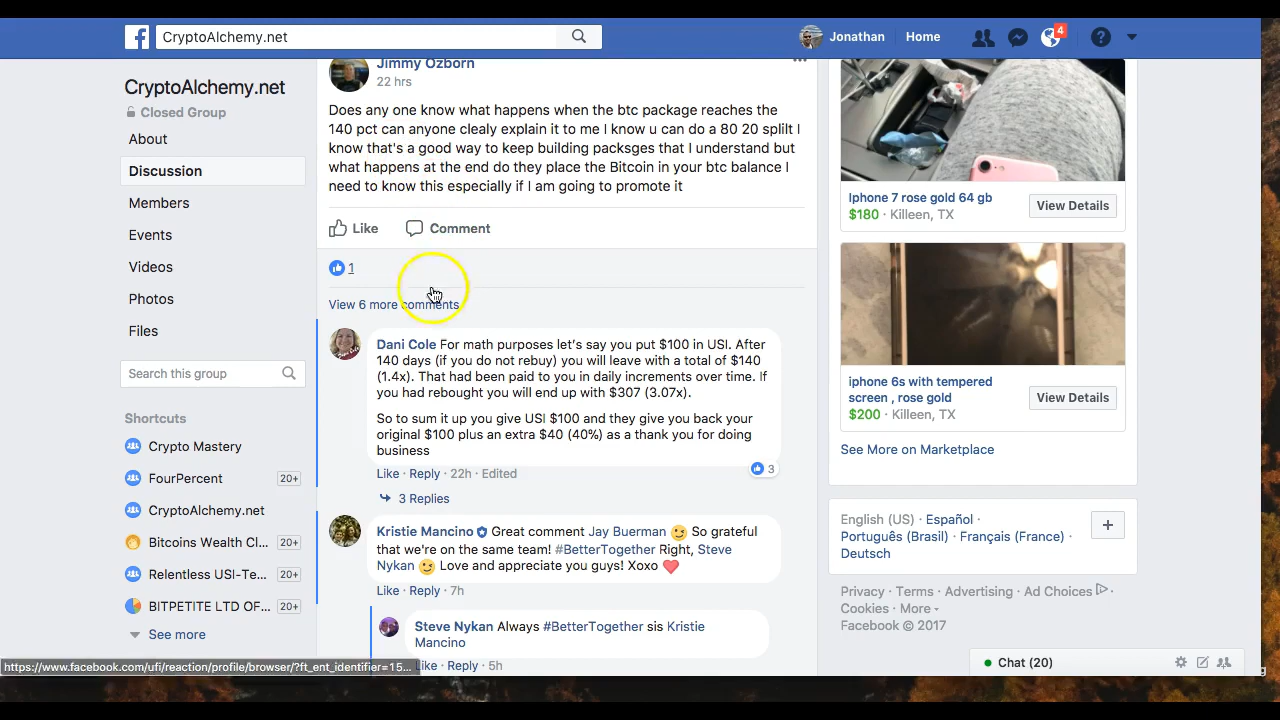 CryptoAlchemy.net
Jonathan
Home
4
CryptoAlchemy.net
Closed Group
About
Discussion
Members
Events
Videos
Photos
Files
Search this group
Shortcuts
Crypto Mastery
FourPercent 20+
CryptoAlchemy.net
Bitcoins Wealth Cl... 20+
Relentless USI-Te... 20+
BITPETITE LTD OF... 20+
See more
Jimmy Ozborn
22 hrs
Does any one know what happens when the btc package reaches the
140 pct can anyone clealy explain it to me I know u can do a 80 20 splilt I
know that's a good way to keep building packsges that I understand but
what happens at the end do they place the Bitcoin in your btc balance I
need to know this especially if I am going to promote it
Like Comment
1
View 6 more comments
Dani Cole For math purposes let's say you put $100 in USI. After
140 days (if you do not rebuy) you will leave with a total of $140
(1.4x). That had been paid to you in daily increments over time. If
you had rebought you will end up with $307 (3.07x).
So to sum it up you give USI $100 and they give you back your
original $100 plus an extra $40 (40%) as a thank you for doing
business
3
Like · Reply · 22h · Edited
3 Replies
Kristie Mancino Great comment Jay Buerman 😉 So grateful
that we're on the same team! #BetterTogether Right, Steve
Nykan 😉 Love and appreciate you guys! Xoxo ❤️
Like · Reply · 7h
Steve Nykan Always #BetterTogether sis Kristie
Mancino
Like · Reply · 5h
Iphone 7 rose gold 64 gb
$180 · Killeen, TX
View Details
iphone 6s with tempered
screen , rose gold
$200 · Killeen, TX
View Details
See More on Marketplace
English (US) · Español ·
Português (Brasil) · Français (France) ·
Deutsch
Privacy · Terms · Advertising · Ad Choices ·
Cookies · More
Facebook © 2017
Chat (20)
https://www.facebook.com/ufi/reaction/profile/browser/?ft_ent_identifier=15...